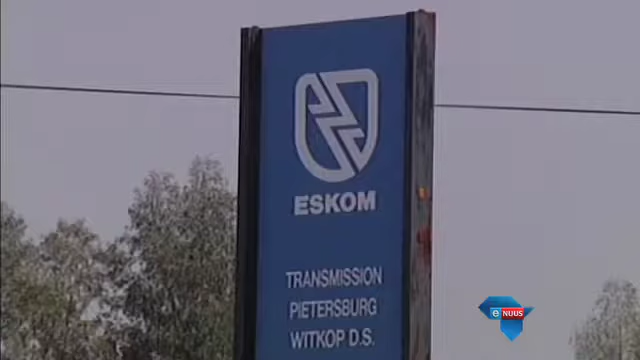 ESKOM
TRANSMISSION
PIETERSBURG
WITKOP D.S.
e NUUS